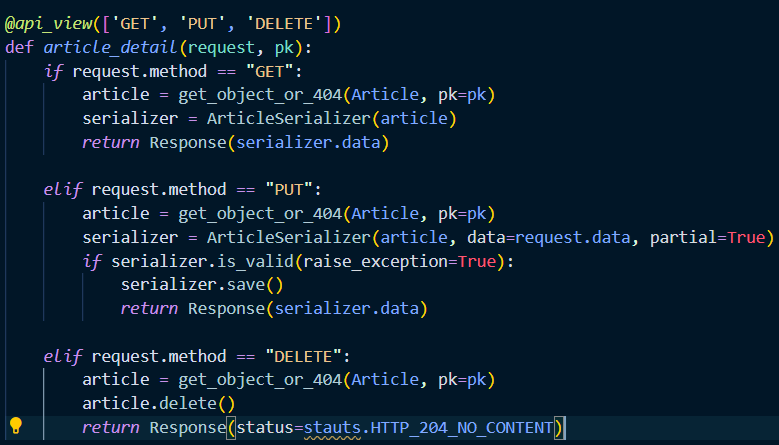 @api_view(['GET', 'PUT', 'DELETE'])
def article_detail(request, pk):
    if request.method == "GET":
        article = get_object_or_404(Article, pk=pk)
        serializer = ArticleSerializer(article)
        return Response(serializer.data)

    elif request.method == "PUT":
        article = get_object_or_404(Article, pk=pk)
        serializer = ArticleSerializer(article, data=request.data, partial=True)
        if serializer.is_valid(raise_exception=True):
            serializer.save()
            return Response(serializer.data)

    elif request.method == "DELETE":
        article = get_object_or_404(Article, pk=pk)
        article.delete()
        return Response(status=stauts.HTTP_204_NO_CONTENT)